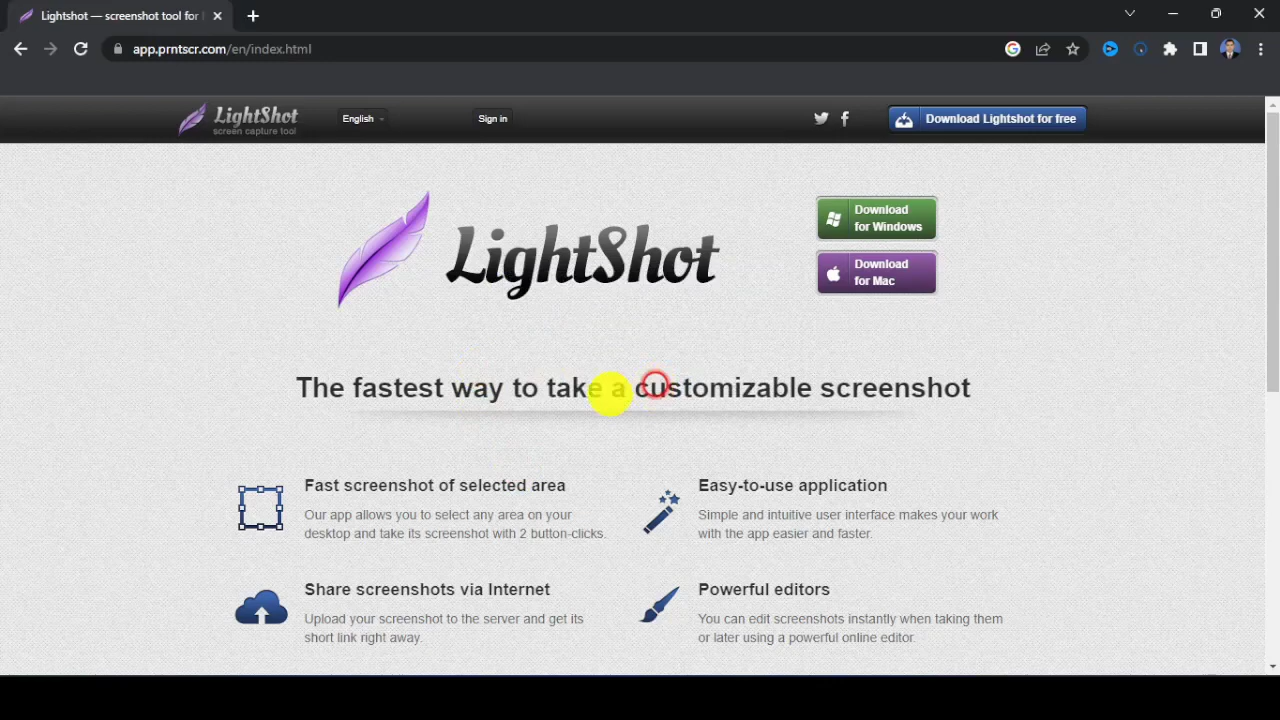 Lightshot — screenshot tool for
app.prntscr.com/en/index.html
LightShot
screen capture tool
English
Sign in
Download Lightshot for free
LightShot
Download
for Windows
Download
for Mac
The fastest way to take a customizable screenshot
Fast screenshot of selected area
Our app allows you to select any area on your
desktop and take its screenshot with 2 button-clicks.
Easy-to-use application
Simple and intuitive user interface makes your work
with the app easier and faster.
Share screenshots via Internet
Upload your screenshot to the server and get its
short link right away.
Powerful editors
You can edit screenshots instantly when taking them
or later using a powerful online editor.